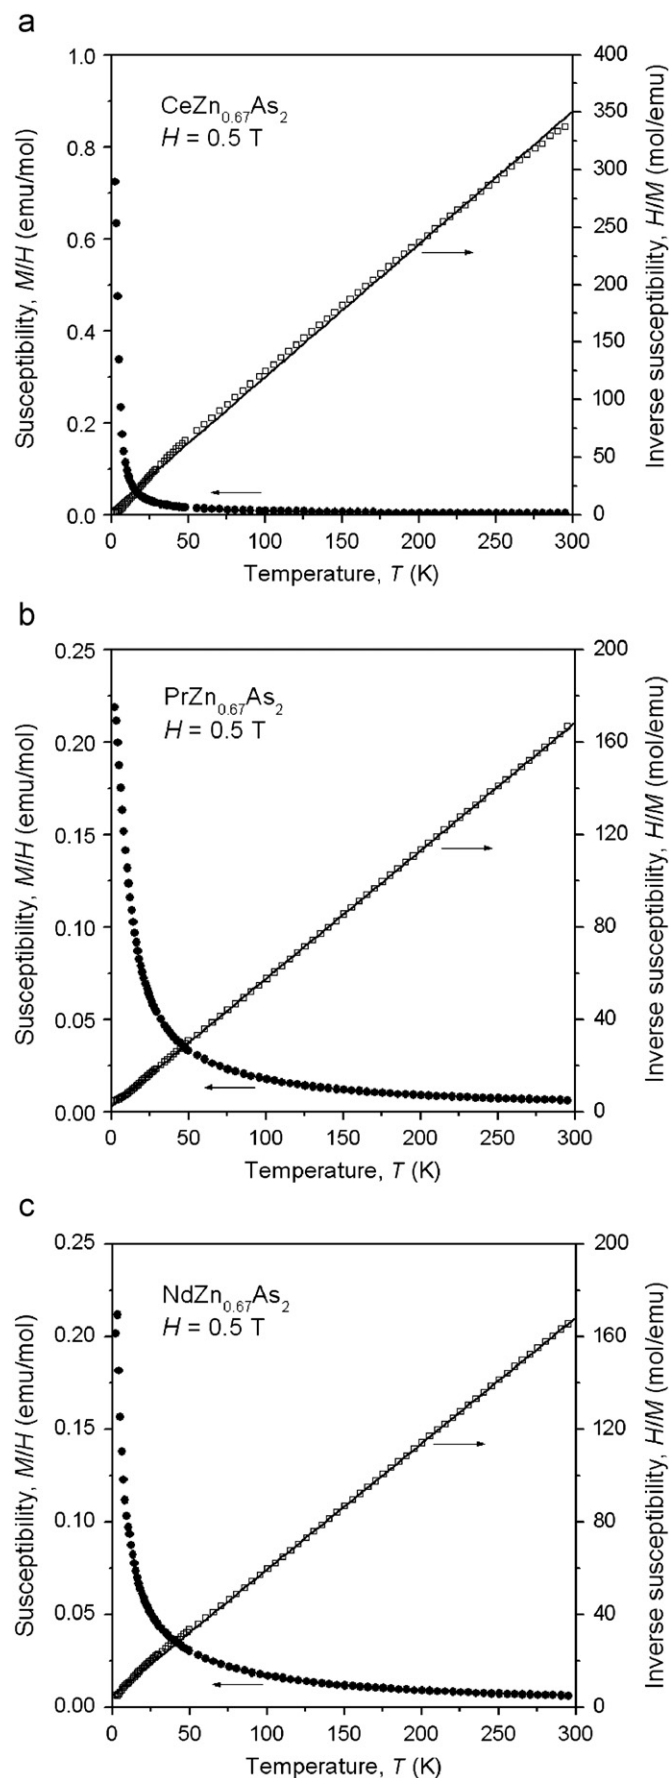 a
CeZn0.67As2
H = 0.5 T
Susceptibility, M/H (emu/mol)
Inverse susceptibility, H/M (mol/emu)
1.0
0.8
0.6
0.4
0.2
0.0
400
350
300
250
200
150
100
50
0
0 50 100 150 200 250 300
Temperature, T (K)
b
PrZn0.67As2
H = 0.5 T
Susceptibility, M/H (emu/mol)
Inverse susceptibility, H/M (mol/emu)
0.25
0.20
0.15
0.10
0.05
0.00
200
160
120
80
40
0
0 50 100 150 200 250 300
Temperature, T (K)
c
NdZn0.67As2
H = 0.5 T
Susceptibility, M/H (emu/mol)
Inverse susceptibility, H/M (mol/emu)
0.25
0.20
0.15
0.10
0.05
0.00
200
160
120
80
40
0
0 50 100 150 200 250 300
Temperature, T (K)